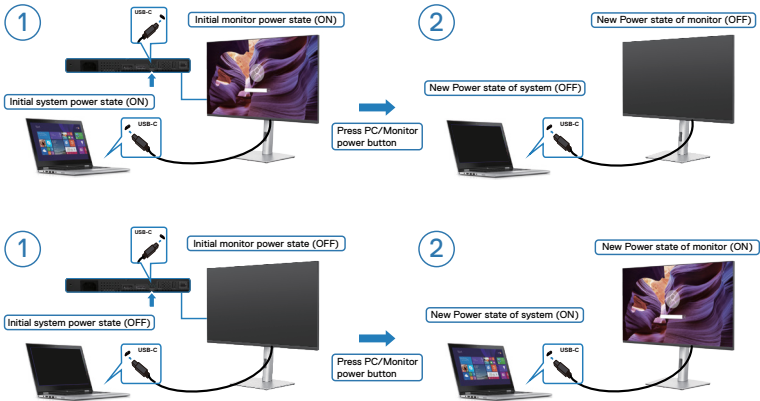 1
USB-C
Initial monitor power state (ON)
2
New Power state of monitor (OFF)
Initial system power state (ON)
New Power state of system (OFF)
USB-C
Press PC/Monitor
power button
USB-C
1
USB-C
Initial monitor power state (OFF)
2
New Power state of monitor (ON)
Initial system power state (OFF)
New Power state of system (ON)
USB-C
Press PC/Monitor
power button
USB-C